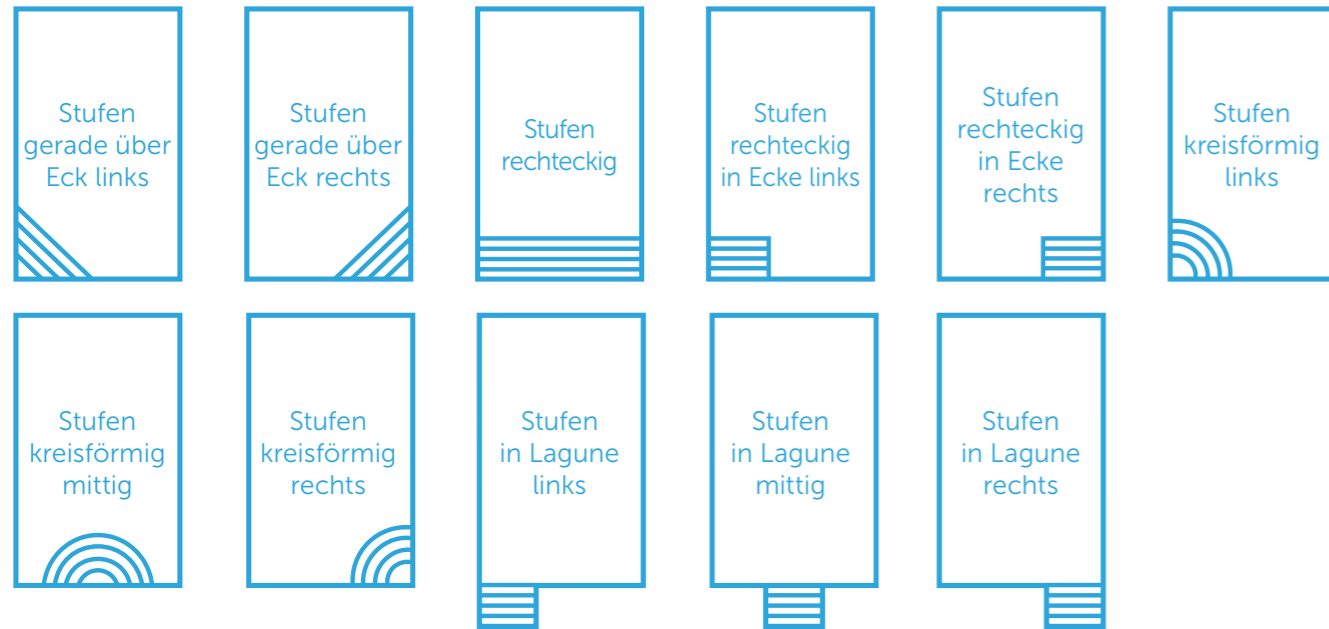 Stufen
gerade über
Eck links
Stufen
gerade über
Eck rechts
Stufen
rechteckig
Stufen
rechteckig
in Ecke links
Stufen
rechteckig
in Ecke
rechts
Stufen
kreisförmig
links
Stufen
kreisförmig
mittig
Stufen
kreisförmig
rechts
Stufen
in Lagune
links
Stufen
in Lagune
mittig
Stufen
in Lagune
rechts